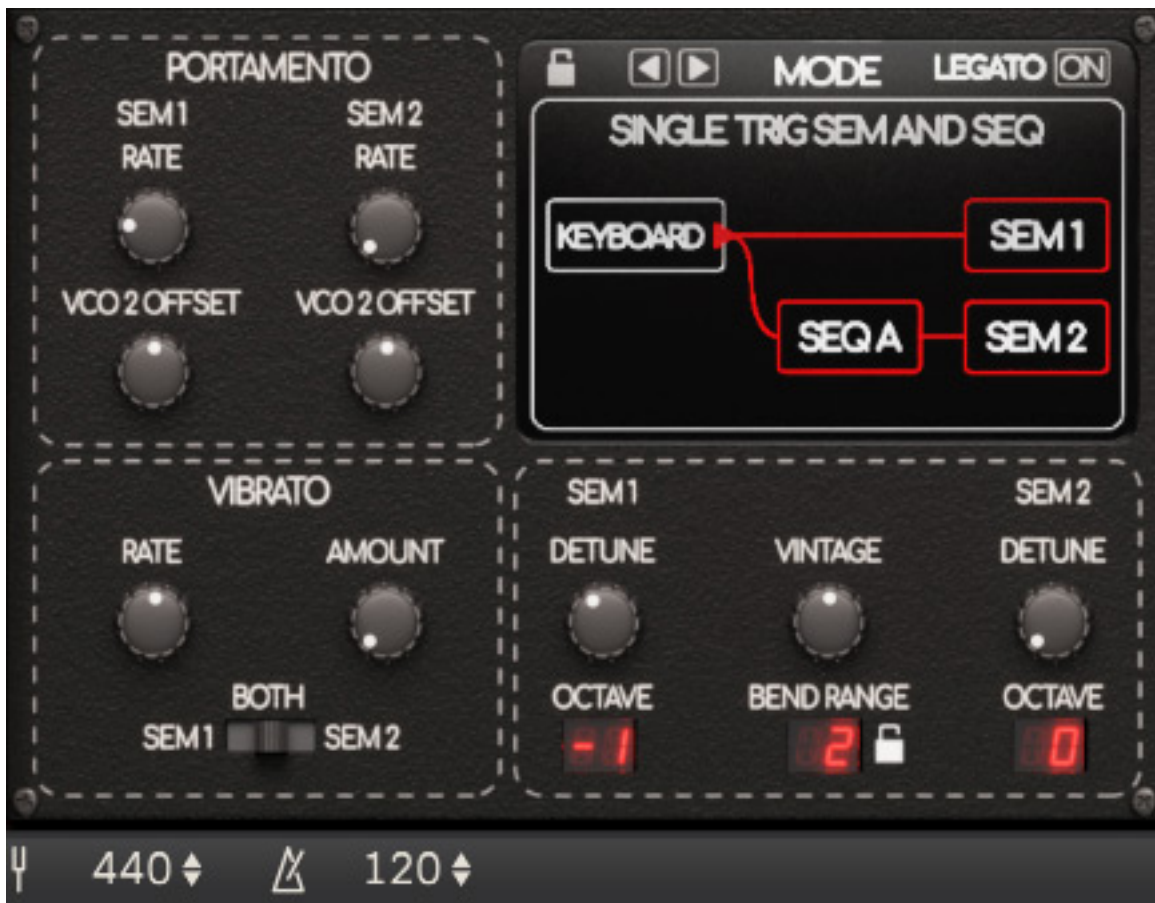 PORTAMENTO
SEM 1 SEM 2
RATE RATE
VCO 2 OFFSET VCO 2 OFFSET
MODE LEGATO ON
SINGLE TRIG SEM AND SEQ
KEYBOARD SEM 1
SEQ A SEM 2
VIBRATO
RATE AMOUNT
BOTH
SEM 1 SEM 2
SEM 1 SEM 2
DETUNE VINTAGE DETUNE
OCTAVE BEND RANGE OCTAVE
-1 2 0
440 120